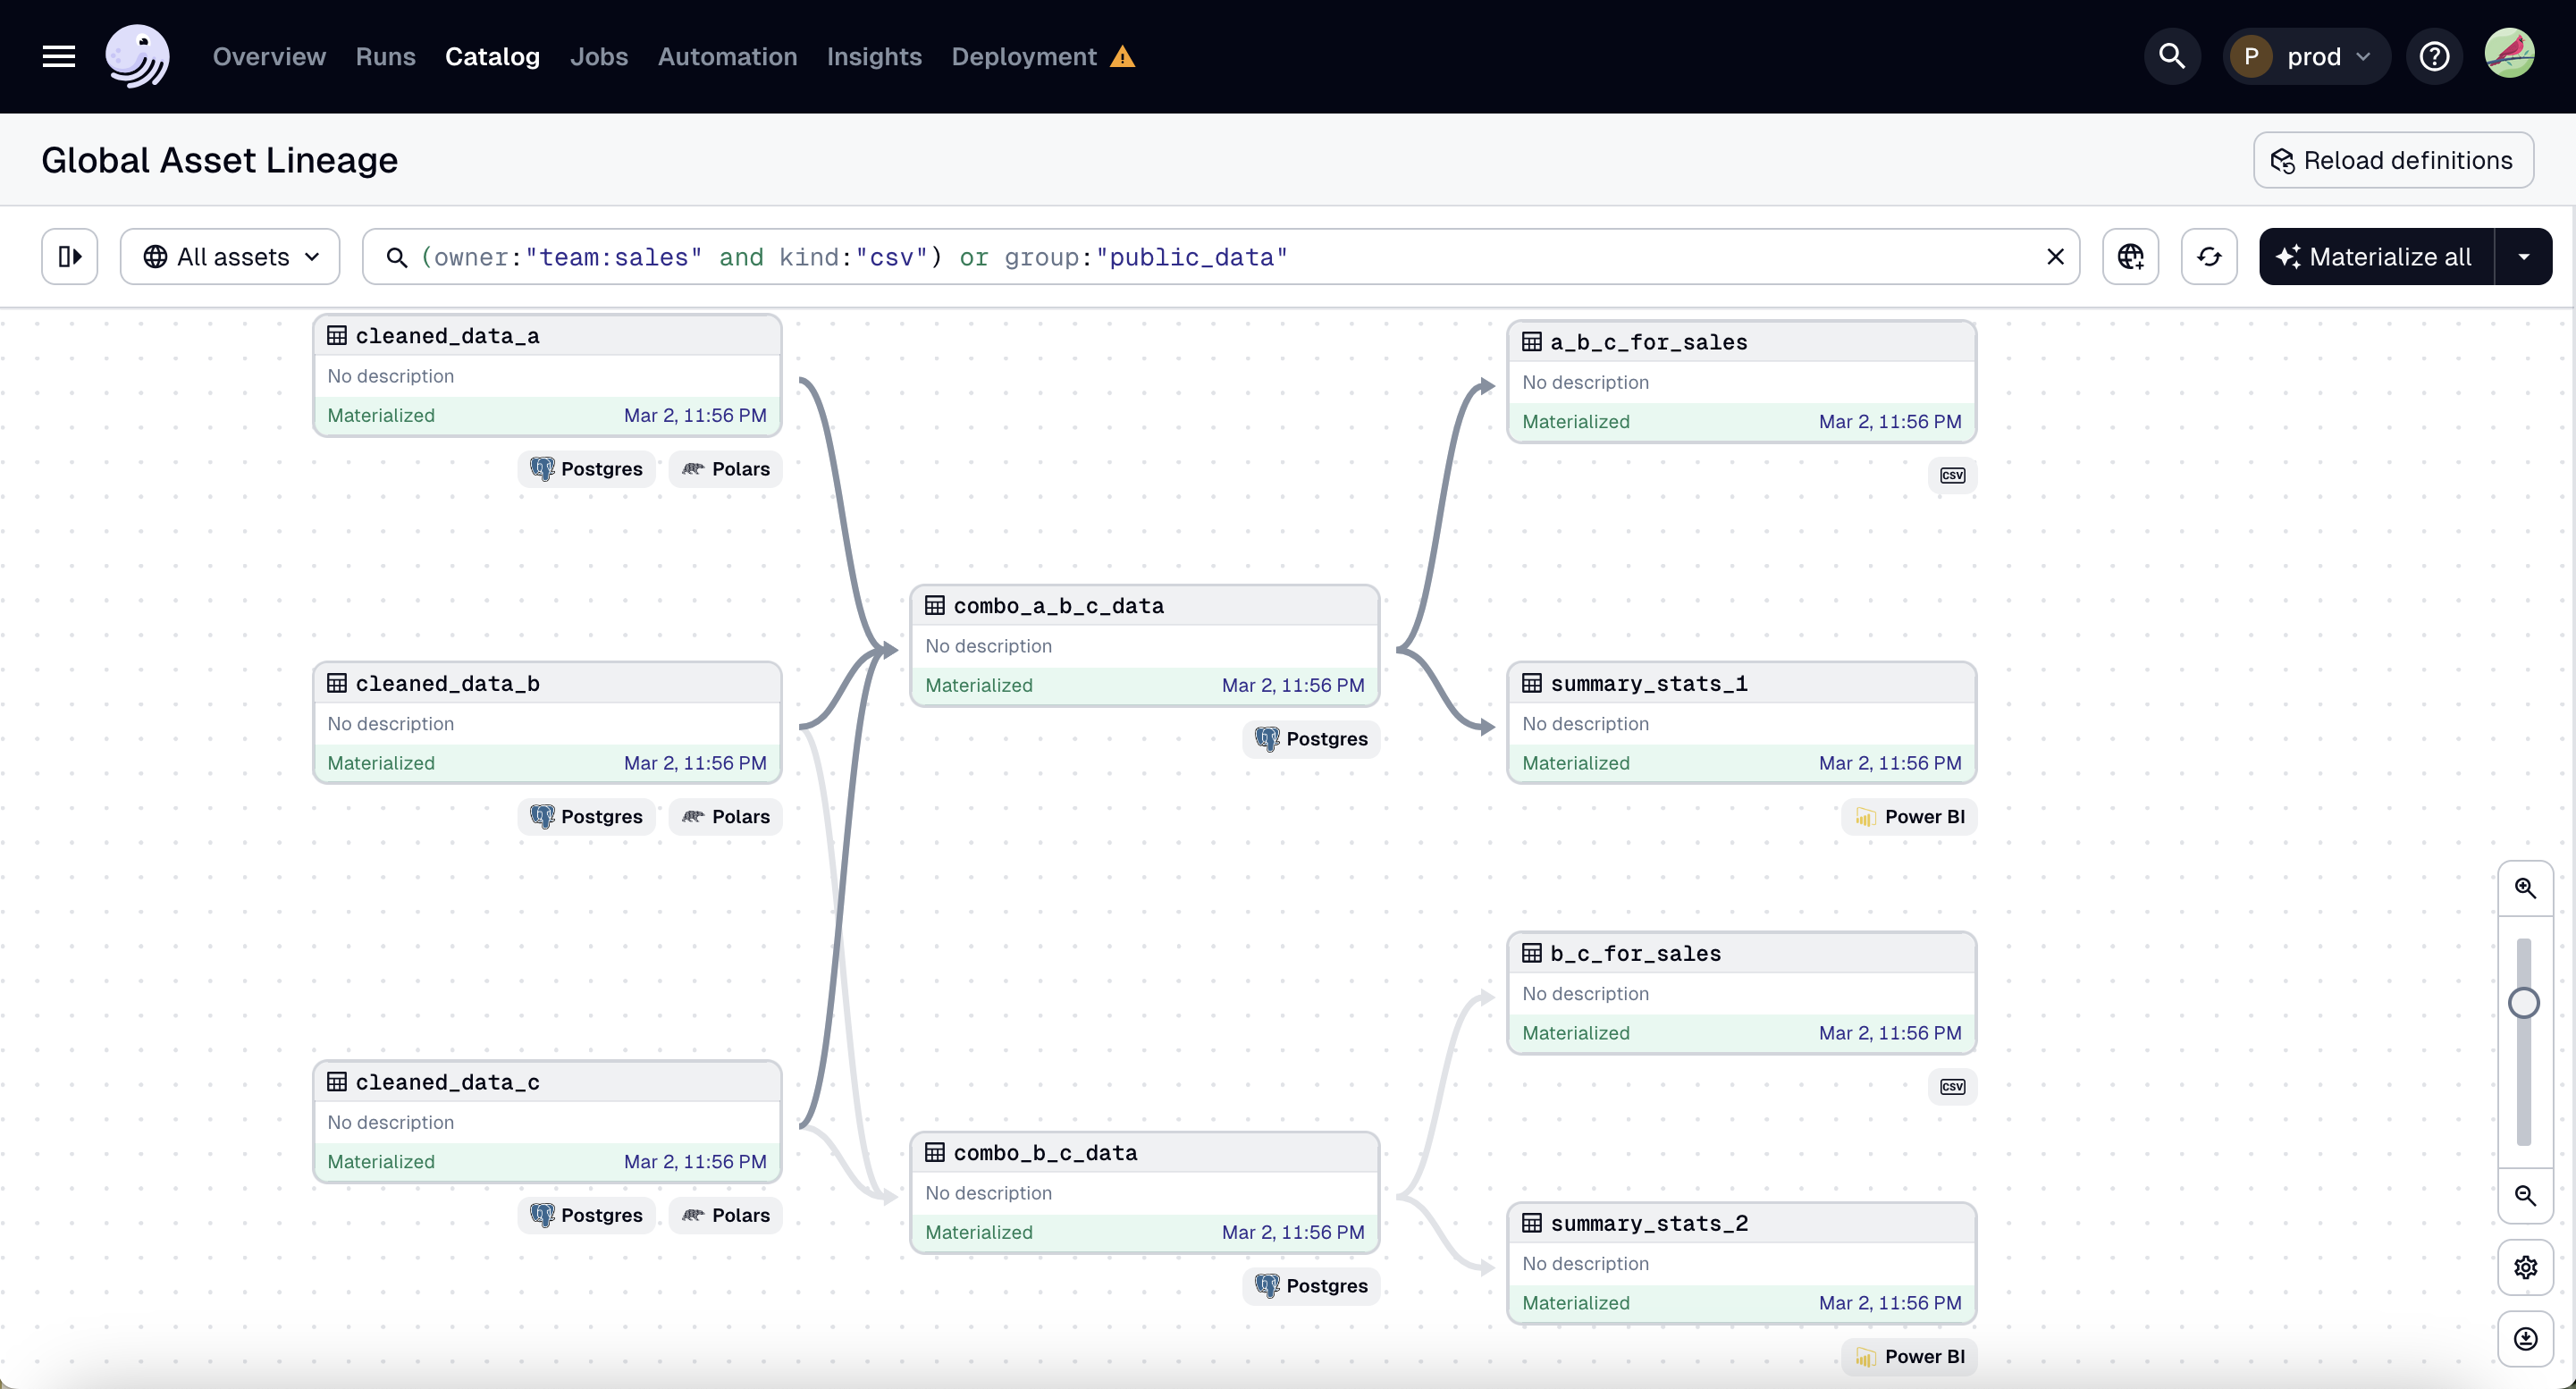 Overview Runs Catalog Jobs Automation Insights Deployment P prod
Global Asset Lineage Reload definitions
All assets (owner:"team:sales" and kind:"csv") or group:"public_data" Materialize all
cleaned_data_a
No description
Materialized Mar 2, 11:56 PM
Postgres Polars
cleaned_data_b
No description
Materialized Mar 2, 11:56 PM
Postgres Polars
cleaned_data_c
No description
Materialized Mar 2, 11:56 PM
Postgres Polars
combo_a_b_c_data
No description
Materialized Mar 2, 11:56 PM
Postgres
combo_b_c_data
No description
Materialized Mar 2, 11:56 PM
Postgres
a_b_c_for_sales
No description
Materialized Mar 2, 11:56 PM
CSV
summary_stats_1
No description
Materialized Mar 2, 11:56 PM
Power BI
b_c_for_sales
No description
Materialized Mar 2, 11:56 PM
CSV
summary_stats_2
No description
Materialized Mar 2, 11:56 PM
Power BI